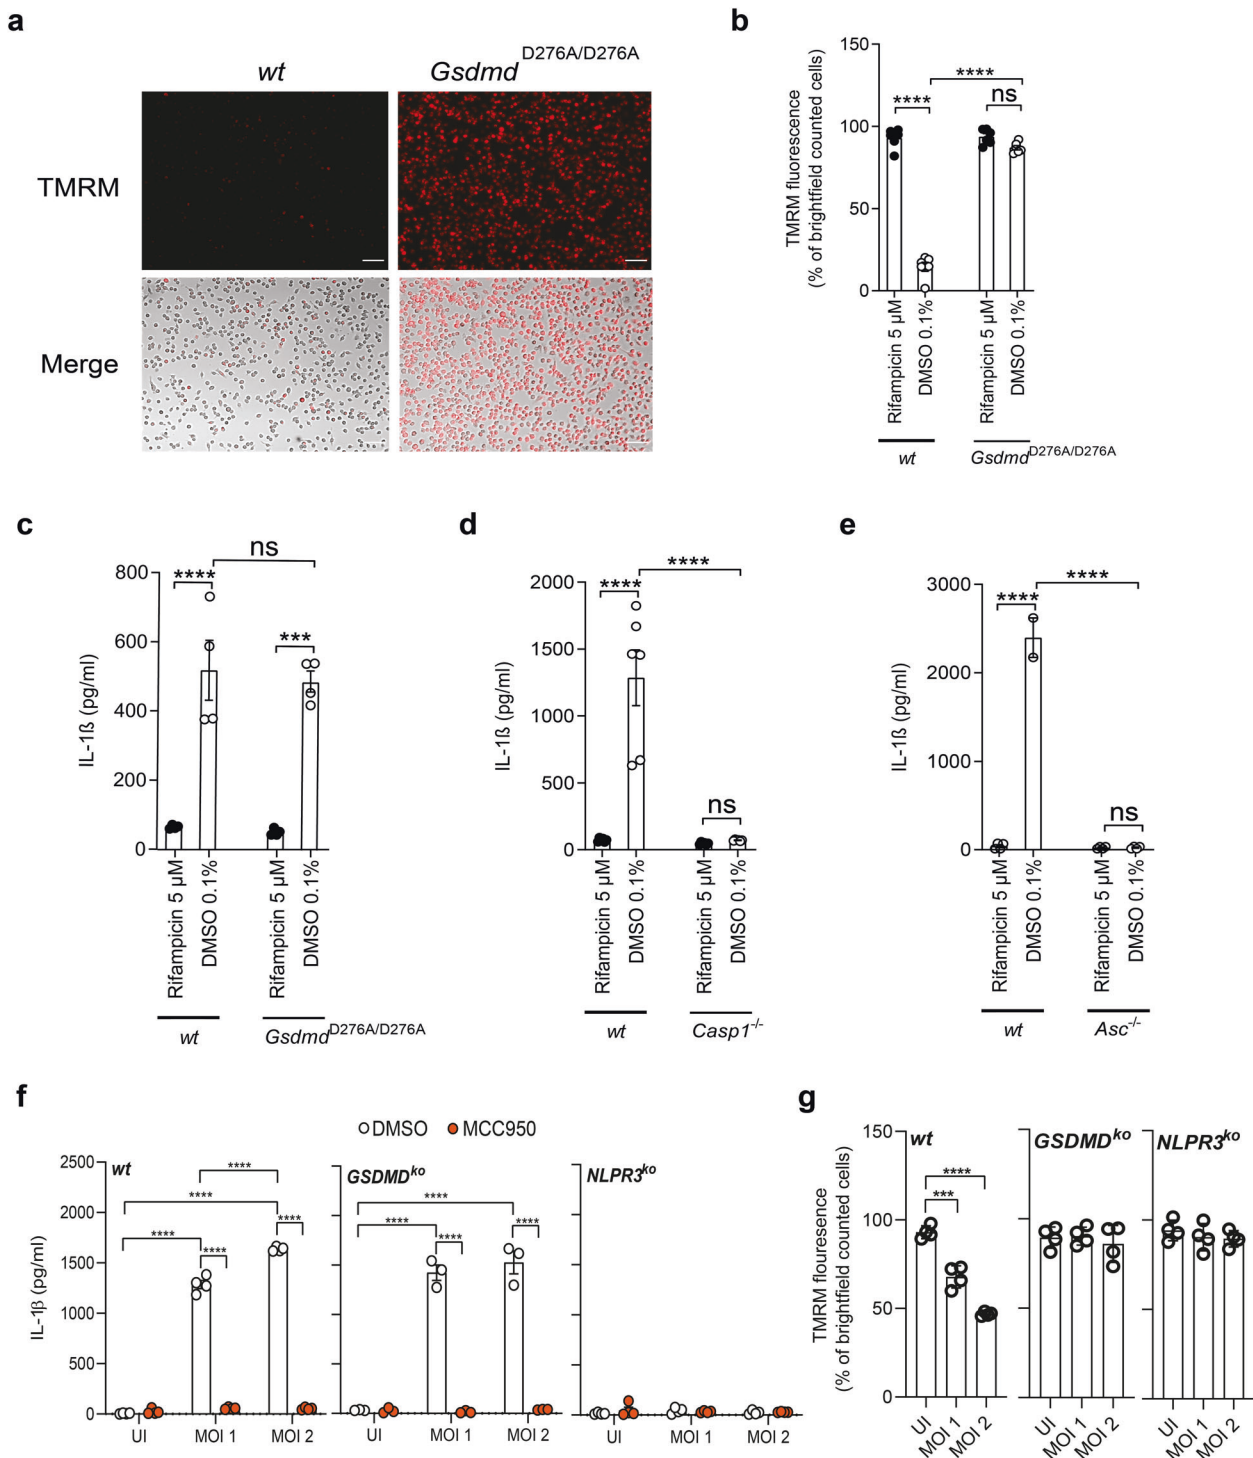 a
wt
Gsdmd D276A/D276A
TMRM
Merge
b
TMRM fluorescence
(% of brightfield counted cells)
150
100
50
0
****
****
ns
Rifampicin 5 µM
DMSO 0.1%
Rifampicin 5 µM
DMSO 0.1%
wt
Gsdmd D276A/D276A
c
IL-1ß (pg/ml)
800
600
400
200
0
ns
****
***
Rifampicin 5 µM
DMSO 0.1%
Rifampicin 5 µM
DMSO 0.1%
wt
Gsdmd D276A/D276A
d
IL-1ß (pg/ml)
2000
1500
1000
500
0
****
****
ns
Rifampicin 5 µM
DMSO 0.1%
Rifampicin 5 µM
DMSO 0.1%
wt
Casp1-/-
e
IL-1ß (pg/ml)
3000
2000
1000
0
****
****
ns
Rifampicin 5 µM
DMSO 0.1%
Rifampicin 5 µM
DMSO 0.1%
wt
Asc-/-
f
DMSO MCC950
IL-1β (pg/ml)
2500
2000
1500
1000
500
0
wt
****
****
****
****
****
UI MOI 1 MOI 2
GSDMD ko
****
****
****
****
UI MOI 1 MOI 2
NLPR3 ko
UI MOI 1 MOI 2
g
TMRM flouresence
(% of brightfield counted cells)
150
100
50
0
wt
****
***
UI MOI 1 MOI 2
GSDMD ko
UI MOI 1 MOI 2
NLPR3 ko
UI MOI 1 MOI 2